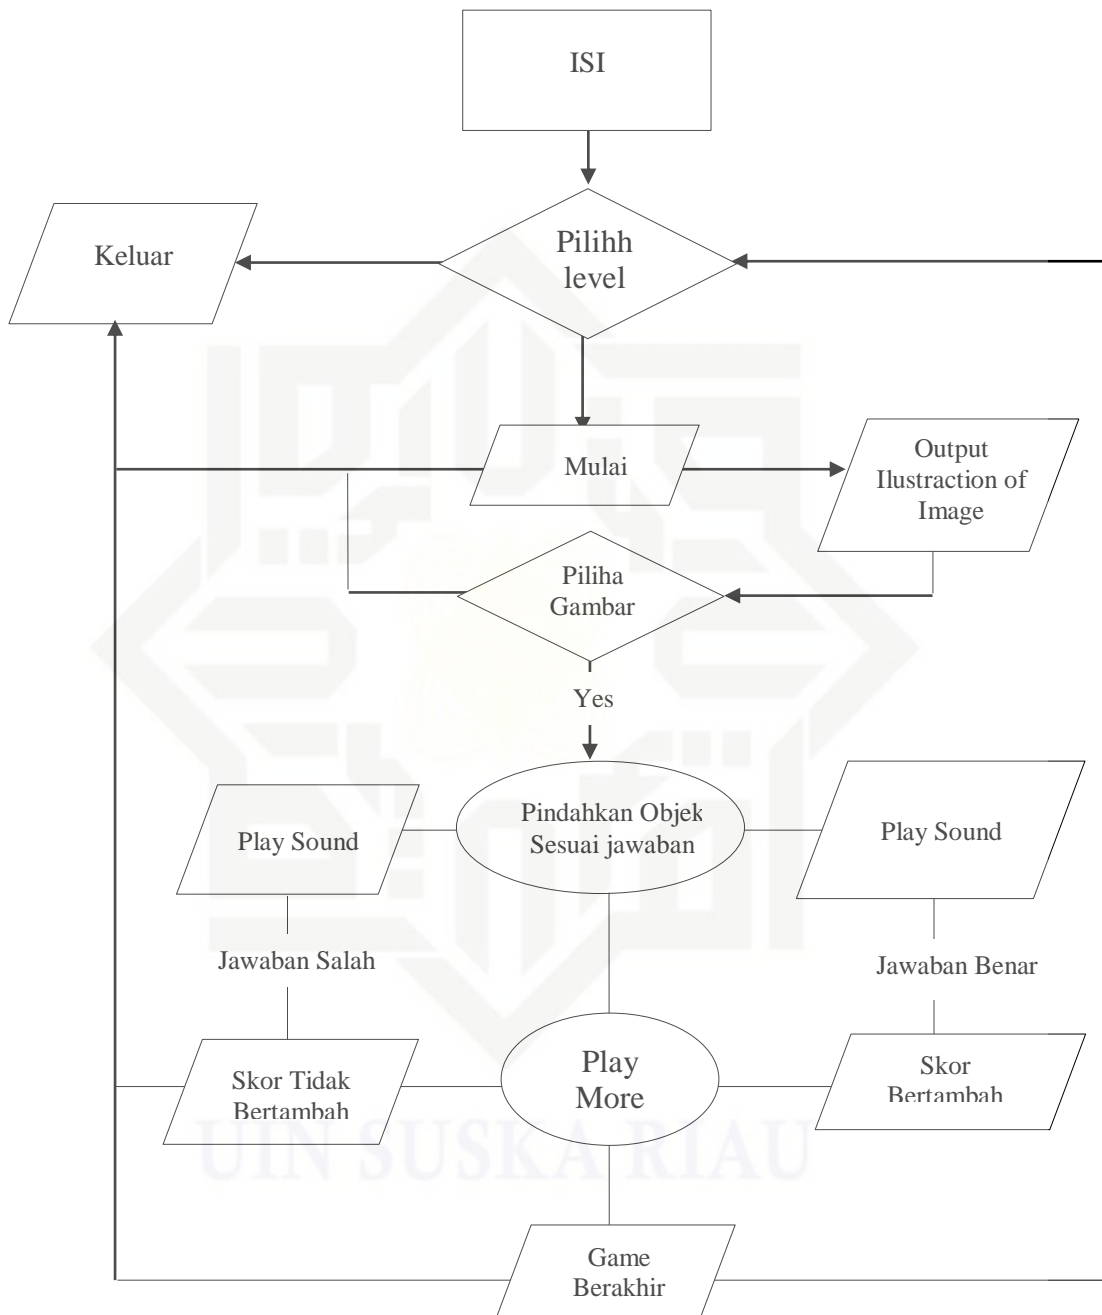 ISI
Pilihh
level
Keluar
Mulai
Output
Ilustraction of
Image
Piliha
Gambar
Yes
Pindahkan Objek
Sesuai jawaban
Play Sound
Play Sound
Jawaban Salah
Jawaban Benar
Play
More
Skor Tidak
Bertambah
Skor
Bertambah
UIN SUSKA RIAU
Game
Berakhir